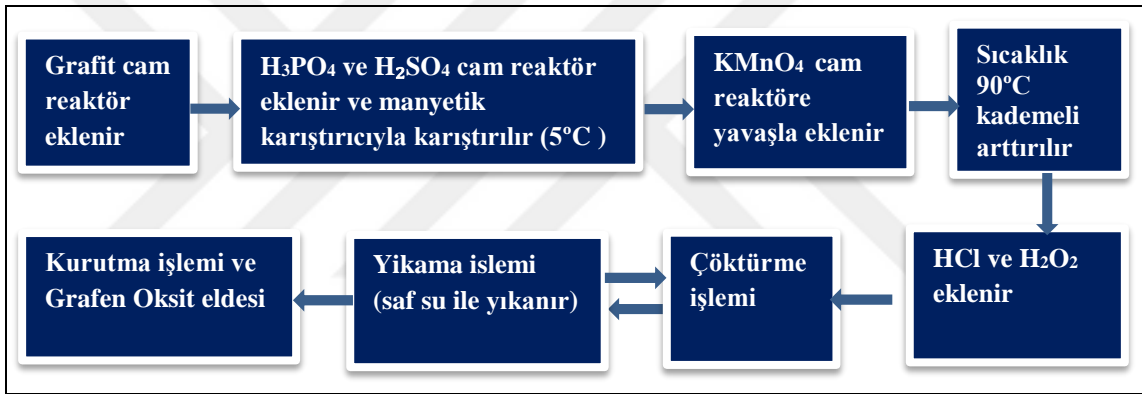 Grafit cam
reaktör
eklenir
H₃PO₄ ve H₂SO₄ cam reaktör
eklenir ve manyetik
karıştırıcıyla karıştırılır (5ºC )
KMnO₄ cam
reaktöre
yavaşla eklenir
Sıcaklık
90ºC
kademeli
arttırılır
HCl ve H₂O₂
eklenir
Çöktürme
işlemi
Yikama islemi
(saf su ile yıkanır)
Kurutma işlemi ve
Grafen Oksit eldesi